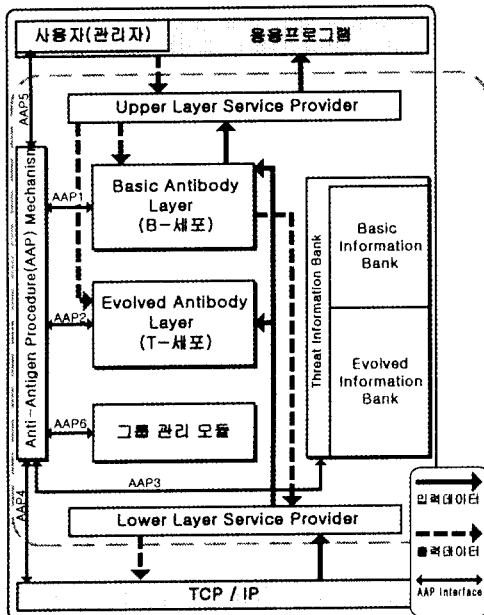 사용자(관리자)
응용프로그램
AAP5
Upper Layer Service Provider
Anti-Antigen Procedure(AAP) Mechanism
AAP1
Basic Antibody
Layer
(B-세포)
AAP2
Evolved Antibody
Layer
(T-세포)
AAP6
그룹 관리 모듈
Threat Information Bank
Basic
Information
Bank
Evolved
Information
Bank
AAP3
AAP4
Lower Layer Service Provider
TCP / IP
입력데이터
출력데이터
AAP Interface